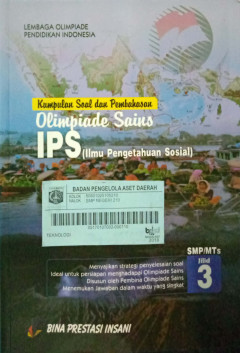 LEMBAGA OLIMPIADE
PENDIDIKAN INDONESIA
Kumpulan Soal dan Pembahasan
Olimpiade Sains
IPS (Ilmu Pengetahuan Sosial)
BADAN PENGELOLA ASET DAERAH
TEKNOLOGI
SMP/MTs
Jilid
3
Menyajikan strategi penyelesaian soal
Ideal untuk persiapan menghadapi Olimpiade Sains
Disusun oleh Pembina Olimpiade Sains
Menemukan Jawaban dalam waktu yang singkat
BINA PRESTASI INSANI